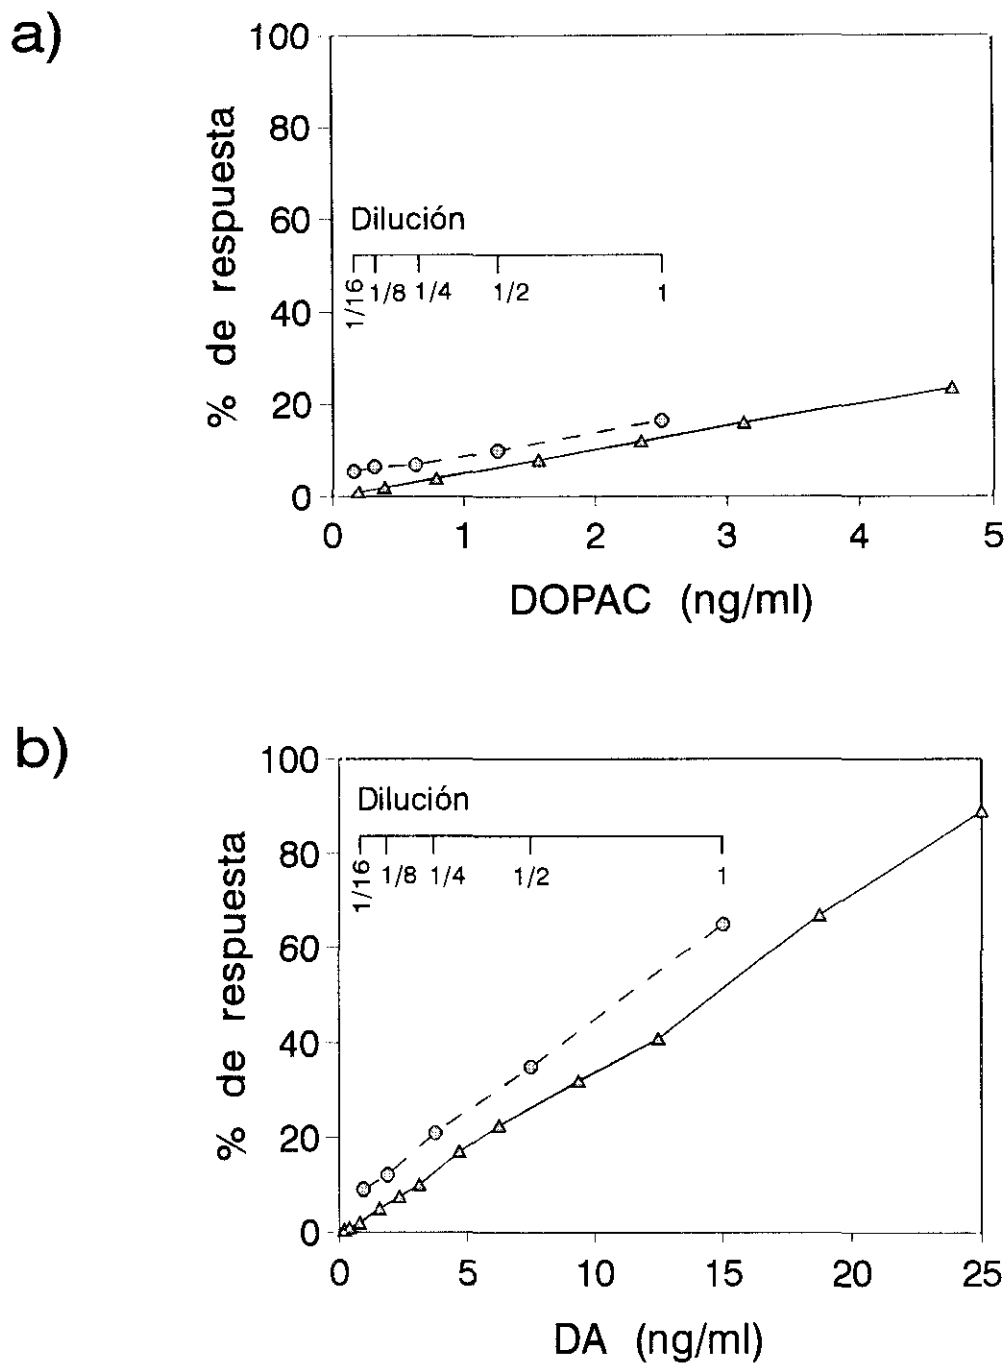 a)
100
80
60
40
20
0
% de respuesta
Dilución
1/16 1/8 1/4 1/2 1
0 1 2 3 4 5
DOPAC (ng/ml)
b)
100
80
60
40
20
0
% de respuesta
Dilución
1/16 1/8 1/4 1/2 1
0 5 10 15 20 25
DA (ng/ml)